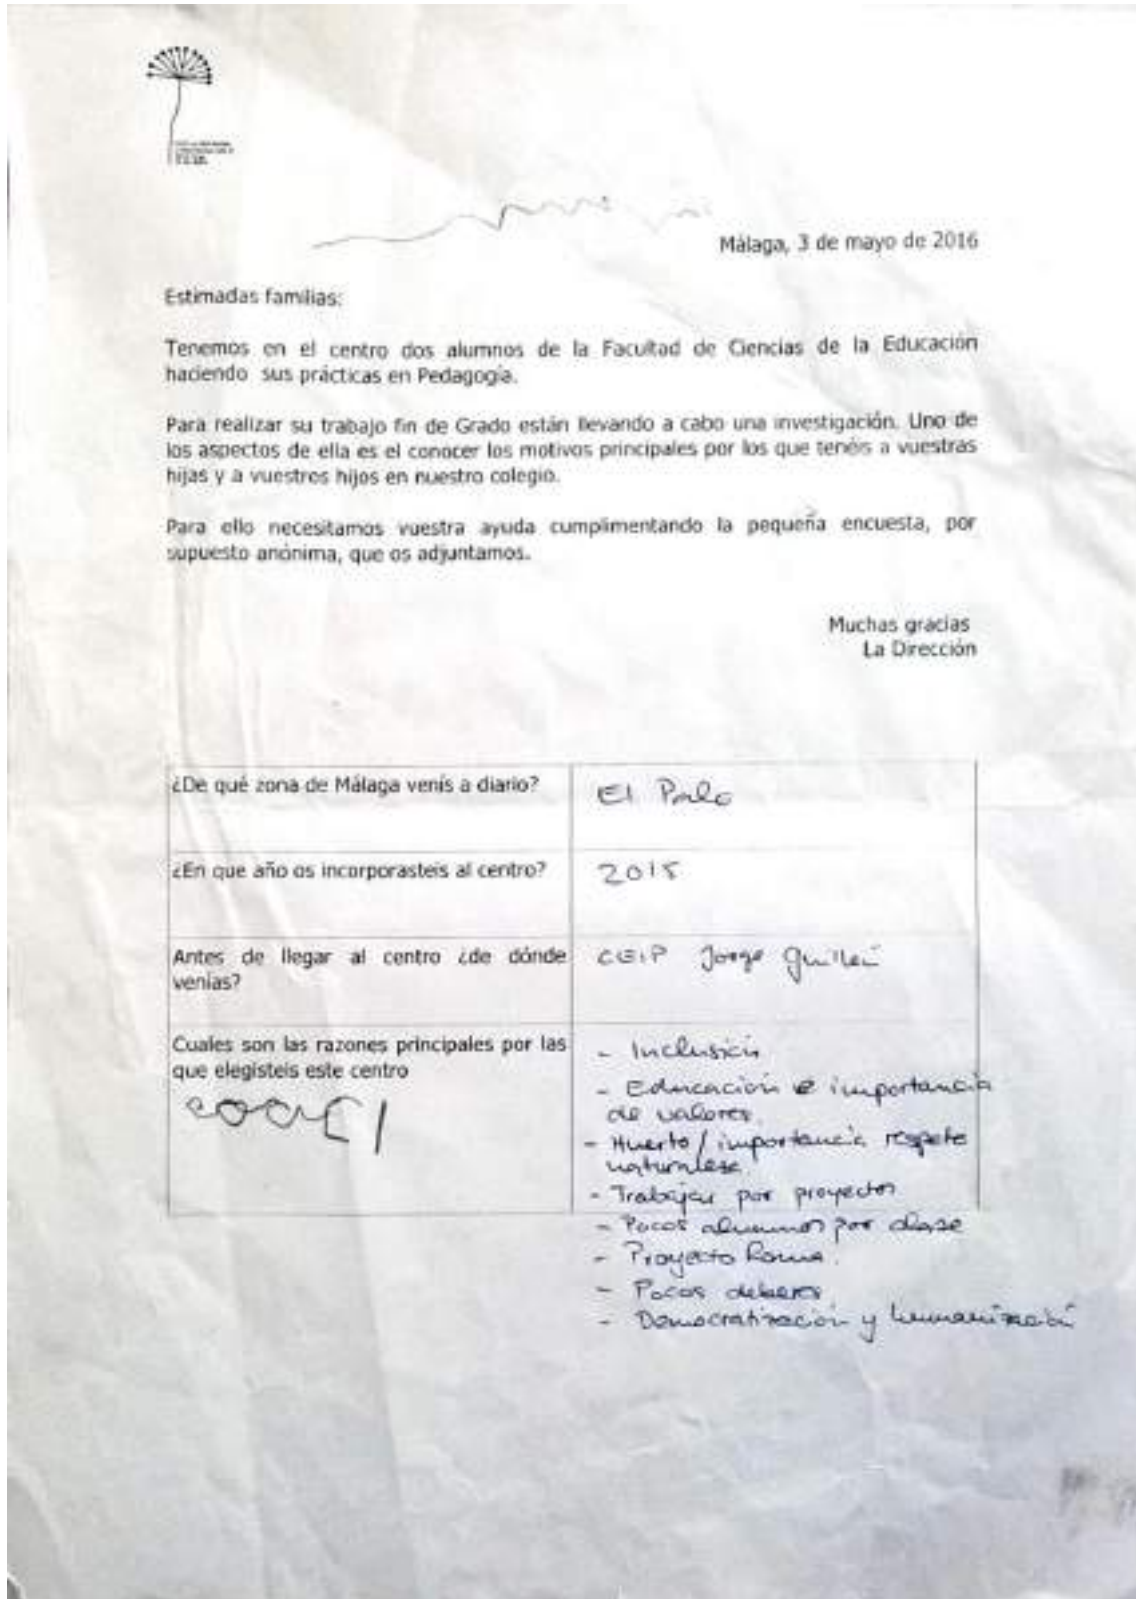 Málaga, 3 de mayo de 2016
Estimadas familias:
Tenemos en el centro dos alumnos de la Facultad de Ciencias de la Educación
haciendo sus prácticas en Pedagogía.
Para realizar su trabajo fin de Grado están llevando a cabo una investigación. Uno de
los aspectos de ella es el conocer los motivos principales por los que tenéis a vuestras
hijas y a vuestros hijos en nuestro colegio.
Para ello necesitamos vuestra ayuda cumplimentando la pequeña encuesta, por
supuesto anónima, que os adjuntamos.
Muchas gracias
La Dirección
¿De qué zona de Málaga venís a diario?
El Palo
¿En que año os incorporasteis al centro?
2015
Antes de llegar al centro ¿de dónde
venías?
CEIP Jorge Guillén
Cuales son las razones principales por las
que elegisteis este centro
- Inclusión
- Educación e importancia
de valores
- Huerto / importancia respeto
naturaleza
- Trabajar por proyectos
- Pocos alumnos por clase
- Proyecto Roma.
- Pocos deberes
- Democratización y humanización